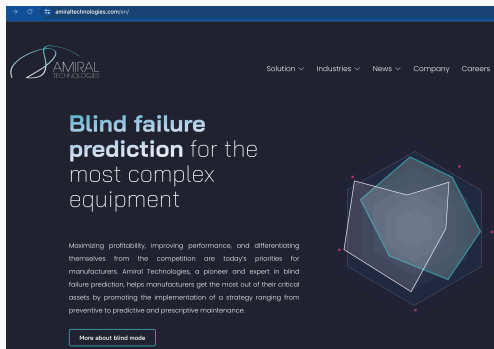 amiraltechnologies.com/en/
AMIRAL
TECHNOLOGIES
Solution
Industries
News
Company
Careers
Blind failure
prediction for the
most complex
equipment
Maximizing profitability, improving performance, and differentiating
themselves from the competition are today's priorities for
manufacturers. Amiral Technologies, a pioneer and expert in blind
failure prediction, helps manufacturers get the most out of their critical
assets by promoting the implementation of a strategy ranging from
preventive to predictive and prescriptive maintenance.
More about blind mode